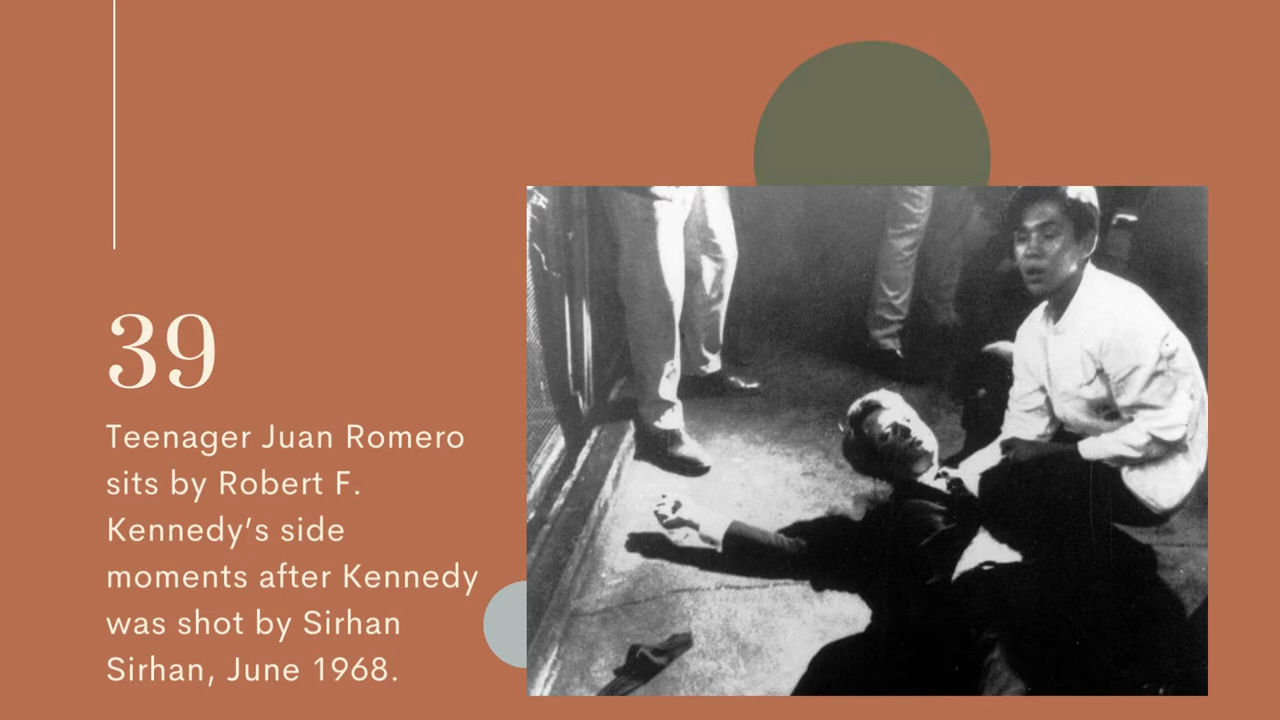 39
Teenager Juan Romero
sits by Robert F.
Kennedy’s side
moments after Kennedy
was shot by Sirhan
Sirhan, June 1968.